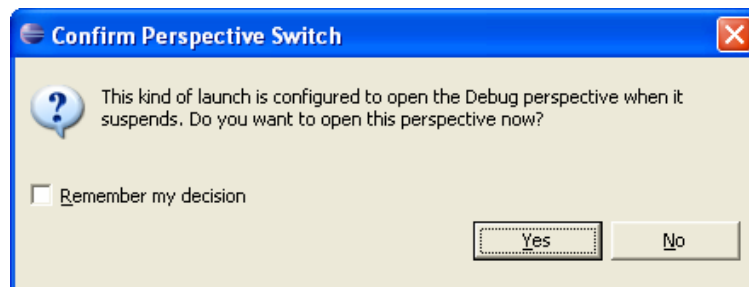 Confirm Perspective Switch
This kind of launch is configured to open the Debug perspective when it
suspends. Do you want to open this perspective now?
Remember my decision
Yes
No